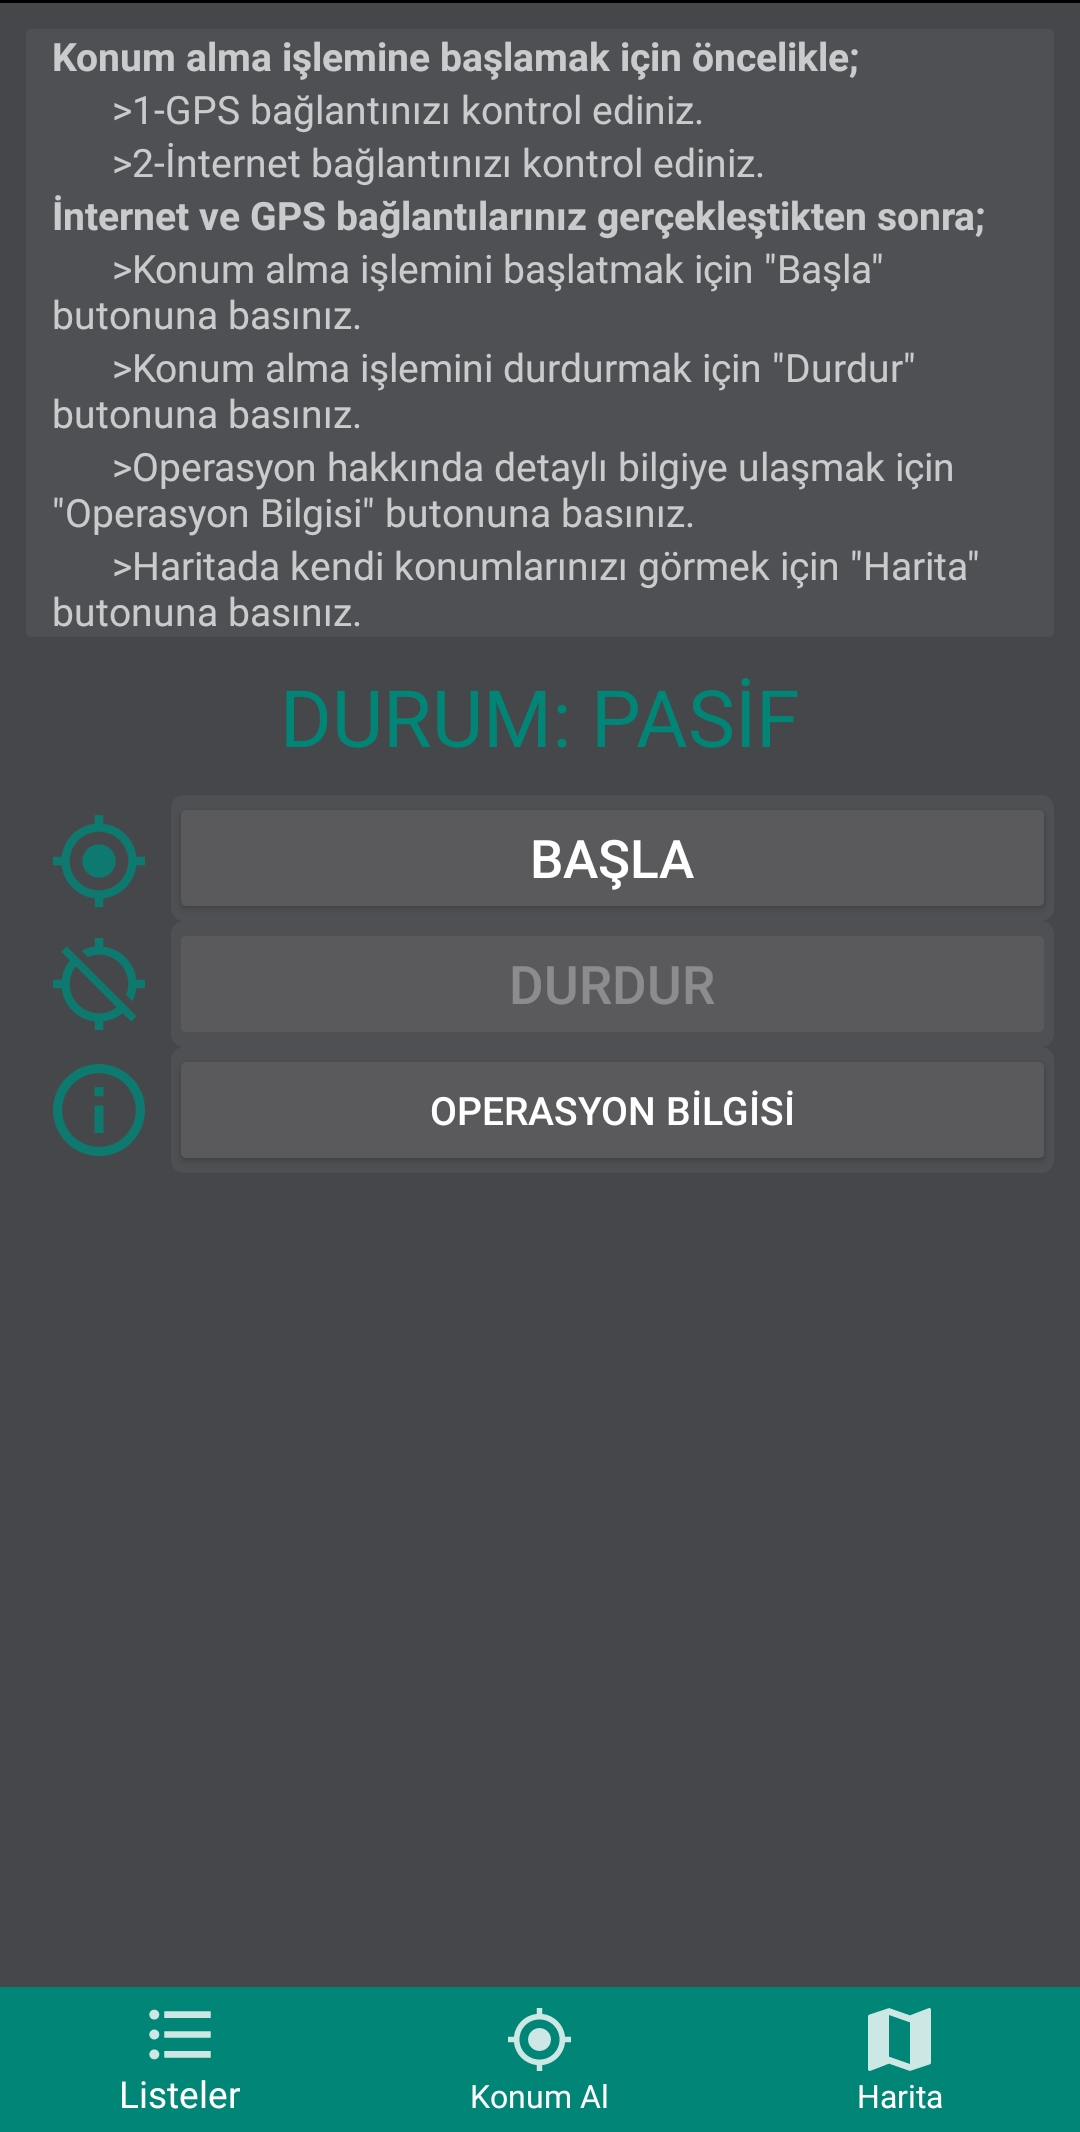 Konum alma işlemine başlamak için öncelikle;
>1-GPS bağlantınızı kontrol ediniz.
>2-İnternet bağlantınızı kontrol ediniz.
İnternet ve GPS bağlantılarınız gerçekleştikten sonra;
>Konum alma işlemini başlatmak için "Başla"
butonuna basınız.
>Konum alma işlemini durdurmak için "Durdur"
butonuna basınız.
>Operasyon hakkında detaylı bilgiye ulaşmak için
"Operasyon Bilgisi" butonuna basınız.
>Haritada kendi konumlarınızı görmek için "Harita"
butonuna basınız.
DURUM: PASİF
BAŞLA
DURDUR
OPERASYON BİLGİSİ
Listeler
Konum Al
Harita